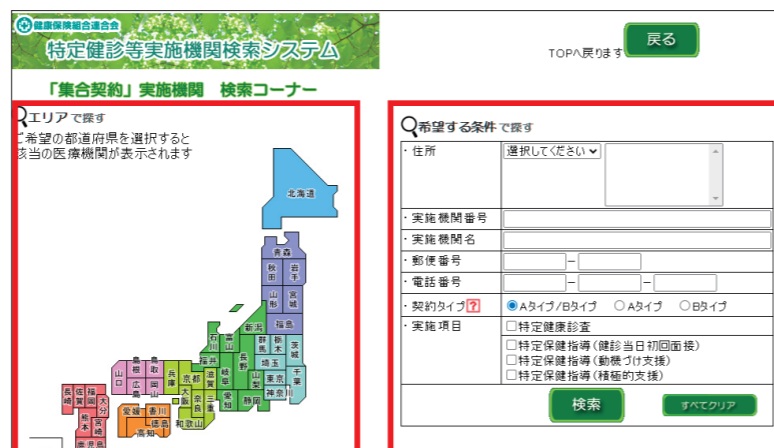 健康保険組合連合会
特定健診等実施機関検索システム
TOPへ戻ります
戻る
「集合契約」実施機関 検索コーナー
エリアで探す
ご希望の都道府県を選択すると
該当の医療機関が表示されます
北海道
青森
秋田
岩手
山形
宮城
新潟
福島
石川
富山
群馬
栃木
茨城
福井
長野
埼玉
島根
鳥取
兵庫
京都
滋賀
岐阜
山梨
東京
千葉
山口
広島
岡山
大阪
奈良
三重
愛知
静岡
神奈川
長崎
佐賀
福岡
大分
愛媛
香川
和歌山
熊本
宮崎
高知
徳島
鹿児島
希望する条件で探す
・住所
選択してください
・実施機関番号
・実施機関名
・郵便番号
－
・電話番号
－
－
・契約タイプ ?
Aタイプ/Bタイプ
Aタイプ
Bタイプ
・実施項目
特定健康診査
特定保健指導(健診当日初回面接)
特定保健指導(動機づけ支援)
特定保健指導(積極的支援)
検索
すべてクリア